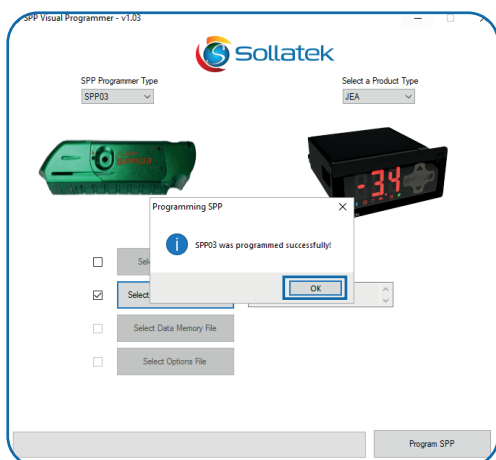 SPP Visual Programmer - v1.03
Sollatek
SPP Programmer Type
Select a Product Type
SPP03
JEA
SPP03
-34
Programming SPP
SPP03 was programmed successfully!
OK
Select
Select Data Memory File
Select Options File
Program SPP